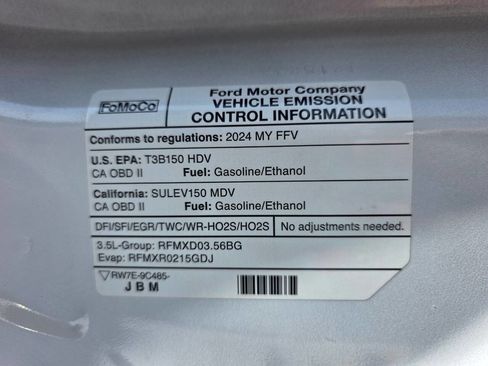 FoMoCo
Ford Motor Company
VEHICLE EMISSION
CONTROL INFORMATION
Conforms to regulations: 2024 MY FFV
U.S. EPA: T3B150 HDV
CA OBD II Fuel: Gasoline/Ethanol
California: SULEV150 MDV
CA OBD II Fuel: Gasoline/Ethanol
DFI/SFI/EGR/TWC/WR-HO2S/HO2S No adjustments needed.
3.5L-Group: RFMXD03.56BG
Evap: RFMXR0215GDJ
RW7E-9C485-
JBM